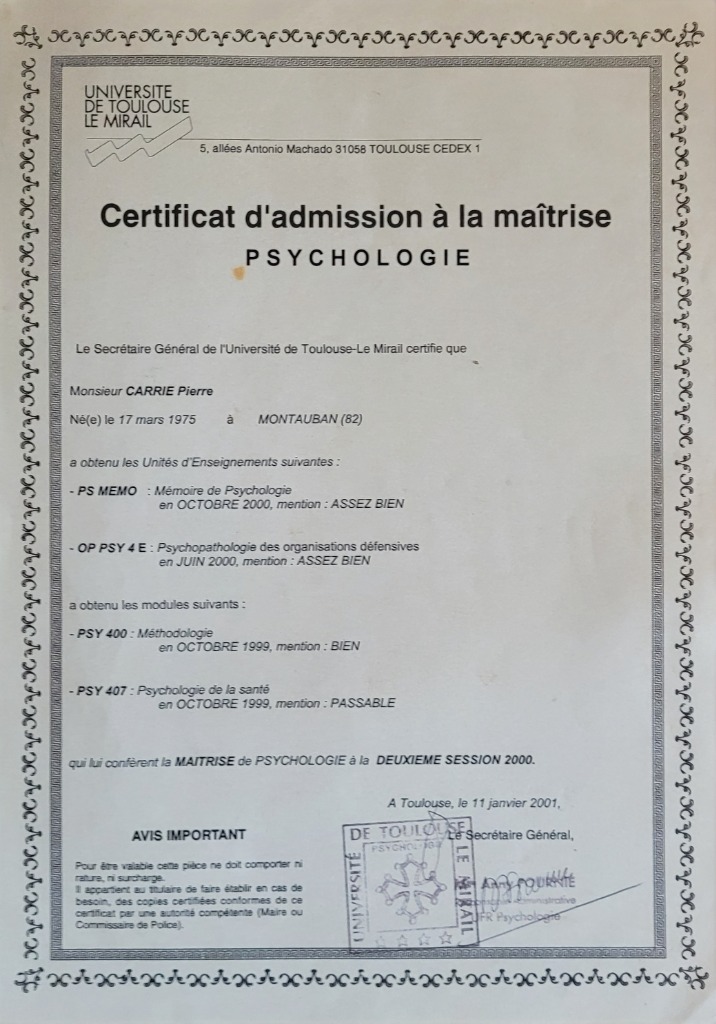 UNIVERSITE
DE TOULOUSE
LE MIRAIL
5, allées Antonio Machado 31058 TOULOUSE CEDEX 1
Certificat d'admission à la maîtrise
PSYCHOLOGIE
Le Secrétaire Général de l'Université de Toulouse-Le Mirail certifie que
Monsieur CARRIE Pierre
Né(e) le 17 mars 1975 à MONTAUBAN (82)
a obtenu les Unités d'Enseignements suivantes :
- PS MEMO : Mémoire de Psychologie
en OCTOBRE 2000, mention : ASSEZ BIEN
- OP PSY 4 E : Psychopathologie des organisations défensives
en JUIN 2000, mention : ASSEZ BIEN
a obtenu les modules suivants :
- PSY 400 : Méthodologie
en OCTOBRE 1999, mention : BIEN
- PSY 407 : Psychologie de la santé
en OCTOBRE 1999, mention : PASSABLE
qui lui confèrent la MAITRISE de PSYCHOLOGIE à la DEUXIEME SESSION 2000.
A Toulouse, le 11 janvier 2001,
Le Secrétaire Général,
AVIS IMPORTANT
Pour être valable cette pièce ne doit comporter ni
rature, ni surcharge.
Il appartient au titulaire de faire établir en cas de
besoin, des copies certifiées conformes de ce
certificat par une autorité compétente (Maire ou
Commissaire de Police).
UNIVERSITÉ
DE TOULOUSE
LE MIRAIL
Anny FOURNIÉ
UFR Psychologie